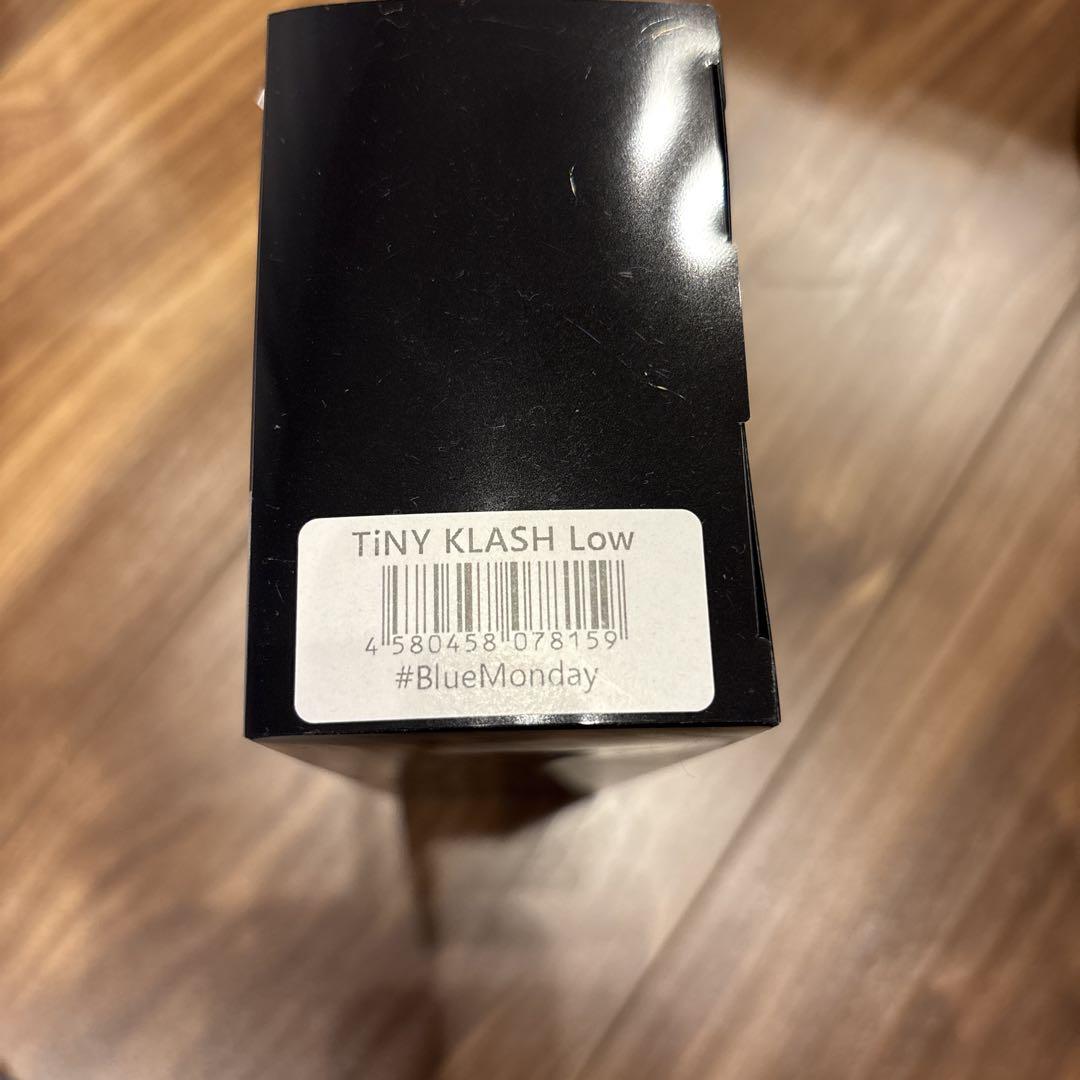 TiNY KLASH Low
4 580458 078159
#BlueMonday